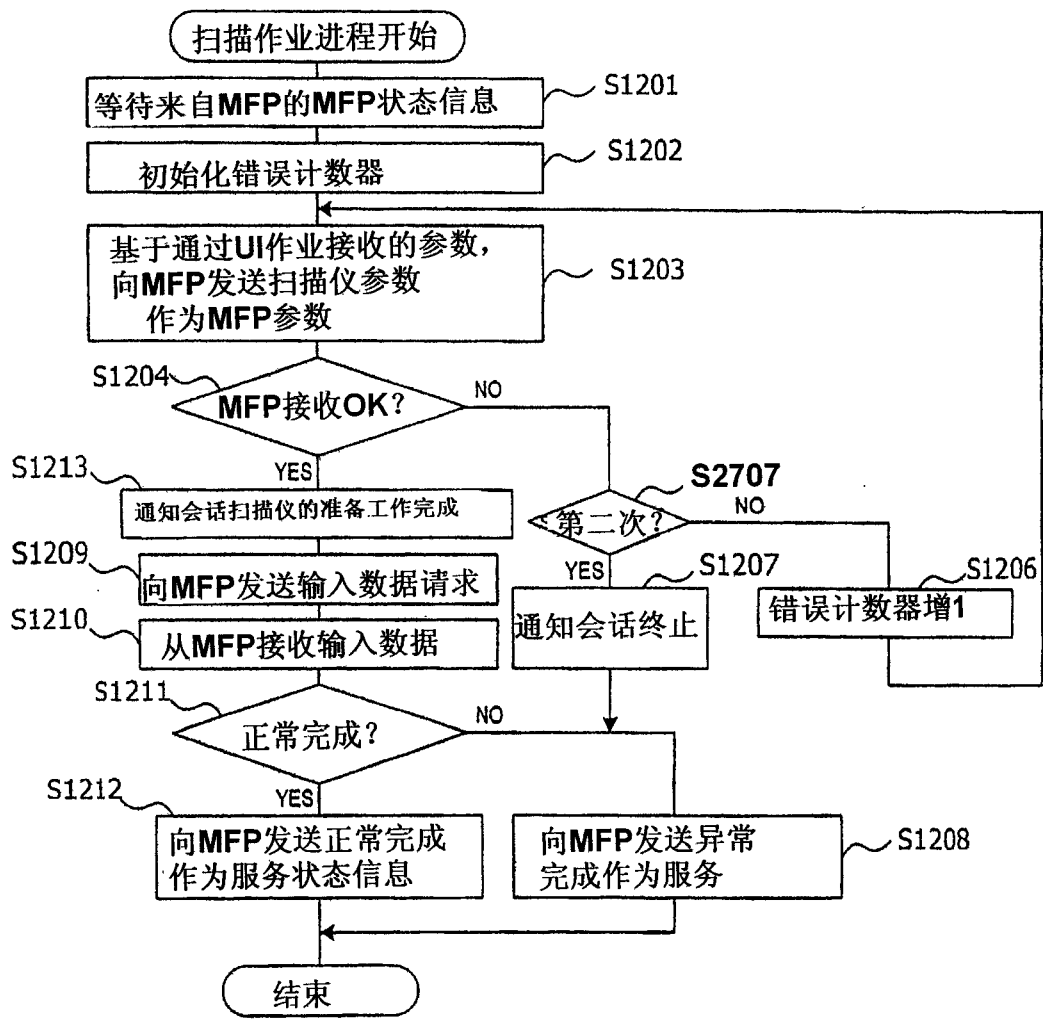 扫描作业进程开始
等待来自MFP的MFP状态信息
S1201
初始化错误计数器
S1202
基于通过UI作业接收的参数，
向MFP发送扫描仪参数
作为MFP参数
S1203
S1204
MFP接收OK？
NO
YES
S1213
通知会话扫描仪的准备工作完成
S2707
第二次？
NO
YES
S1209
向MFP发送输入数据请求
S1207
通知会话终止
S1206
错误计数器增1
S1210
从MFP接收输入数据
S1211
正常完成？
NO
YES
S1212
向MFP发送正常完成
作为服务状态信息
向MFP发送异常
完成作为服务
S1208
结束